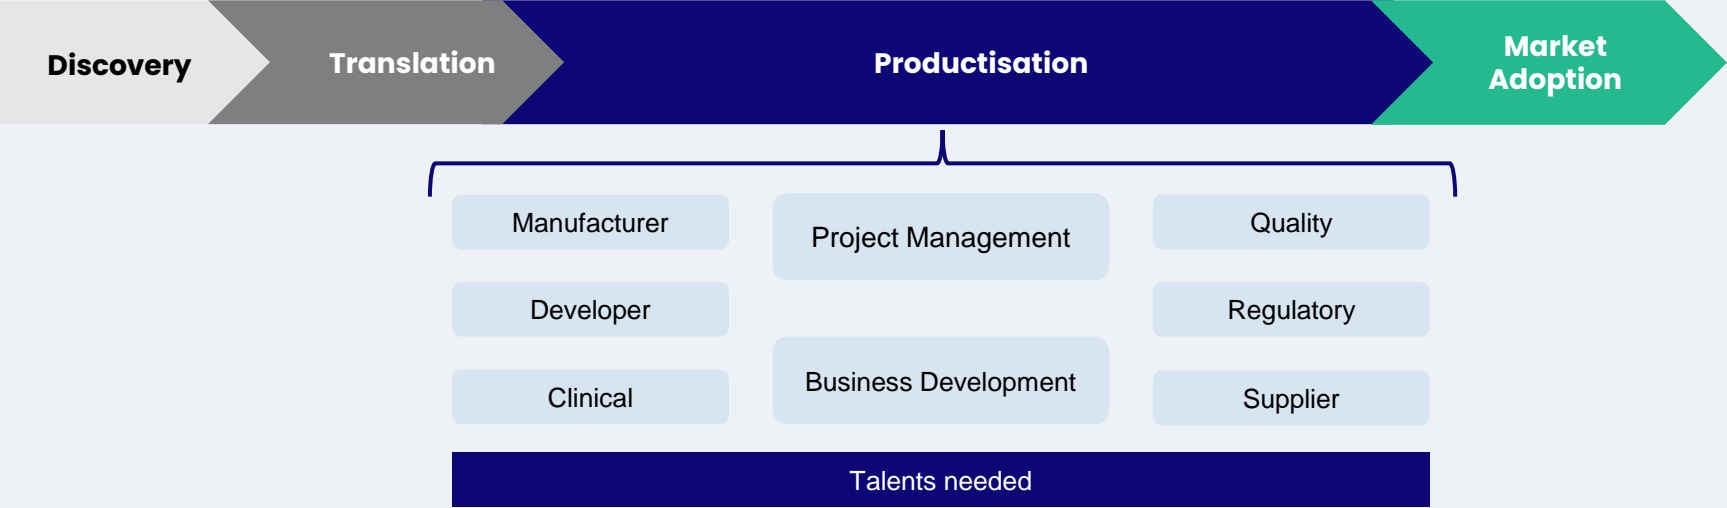 Discovery
Translation
Productisation
Market
Adoption
Manufacturer
Project Management
Quality
Developer
Regulatory
Business Development
Clinical
Supplier
Talents needed